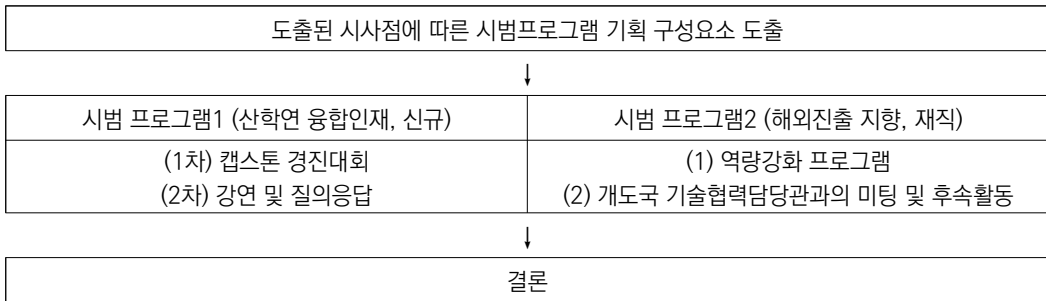 도출된 시사점에 따른 시범프로그램 기획 구성요소 도출
↓
시범 프로그램1 (산학연 융합인재, 신규)
시범 프로그램2 (해외진출 지향, 재직)
(1차) 캡스톤 경진대회
(2차) 강연 및 질의응답
(1) 역량강화 프로그램
(2) 개도국 기술협력담당관과의 미팅 및 후속활동
↓
결론